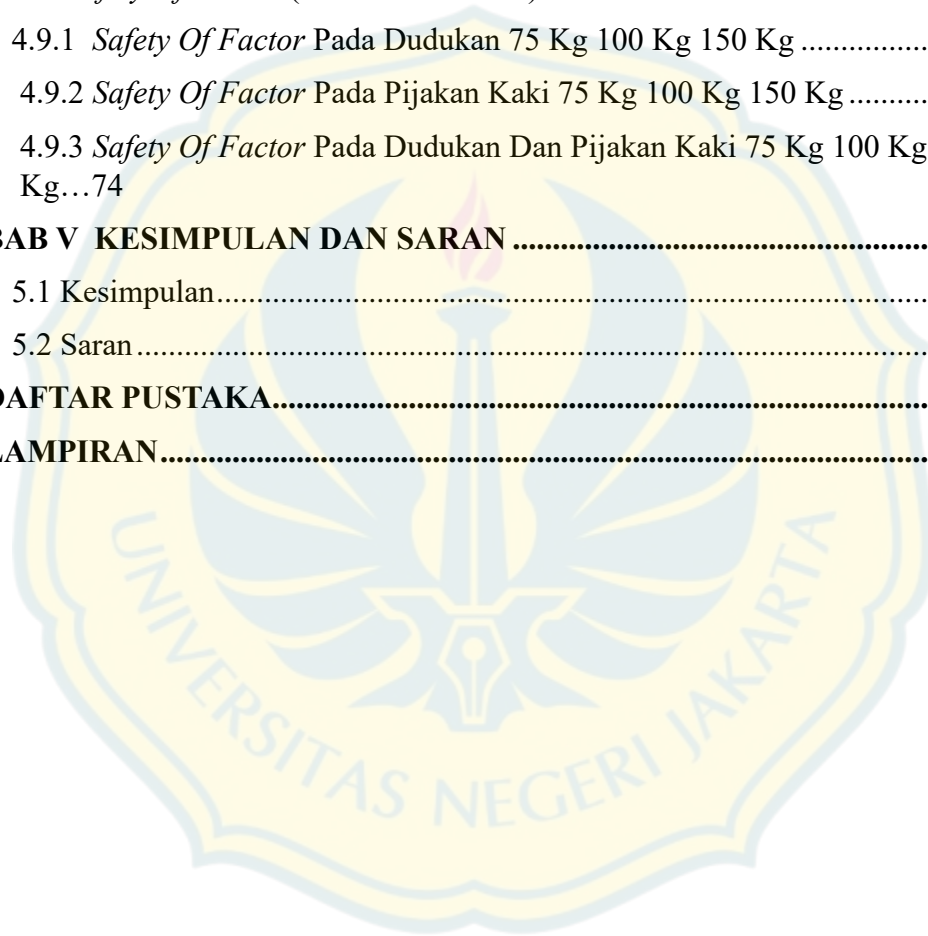 4.9.1 Safety Of Factor Pada Dudukan 75 Kg 100 Kg 150 Kg ................
4.9.2 Safety Of Factor Pada Pijakan Kaki 75 Kg 100 Kg 150 Kg ..........
4.9.3 Safety Of Factor Pada Dudukan Dan Pijakan Kaki 75 Kg 100 Kg
Kg…74
BAB V KESIMPULAN DAN SARAN ....................................................
5.1 Kesimpulan.........................................................................................
5.2 Saran ...................................................................................................
DAFTAR PUSTAKA..................................................................................
LAMPIRAN................................................................................................
UNIVERSITAS NEGERI JAKARTA